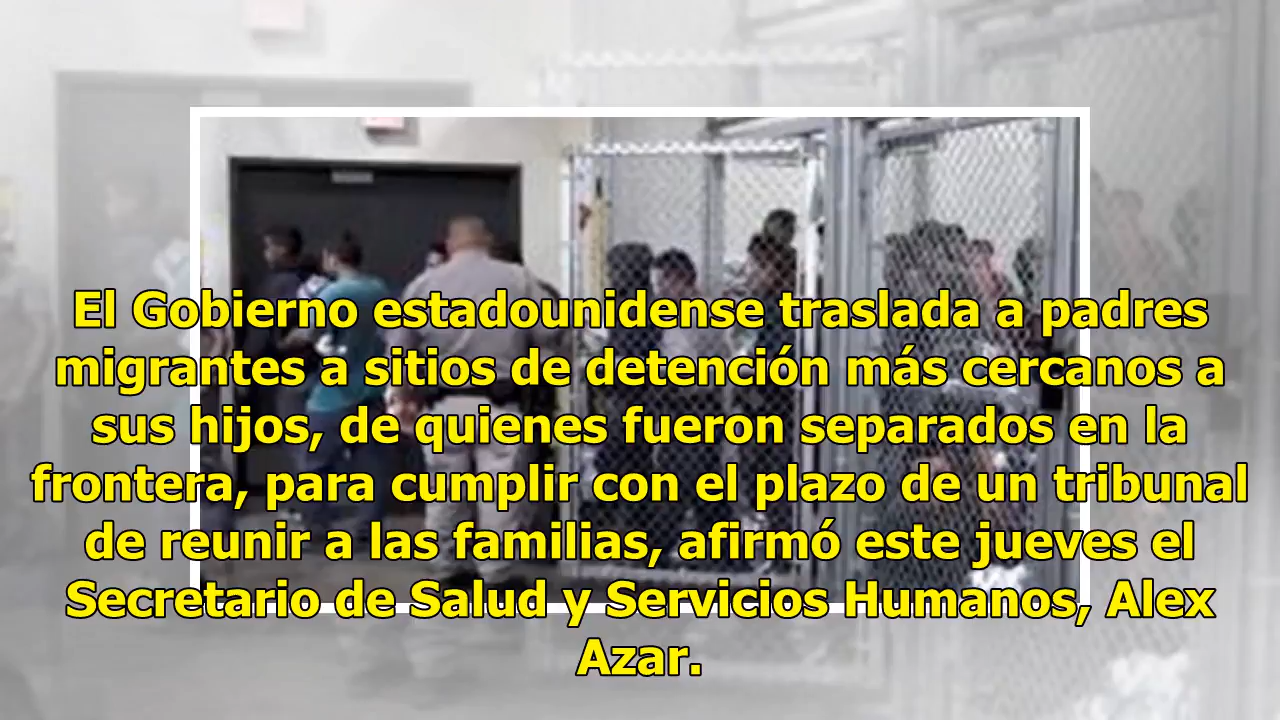 El Gobierno estadounidense traslada a padres
migrantes a sitios de detención más cercanos a
sus hijos, de quienes fueron separados en la
frontera, para cumplir con el plazo de un tribunal
de reunir a las familias, afirmó este jueves el
Secretario de Salud y Servicios Humanos, Alex
Azar.